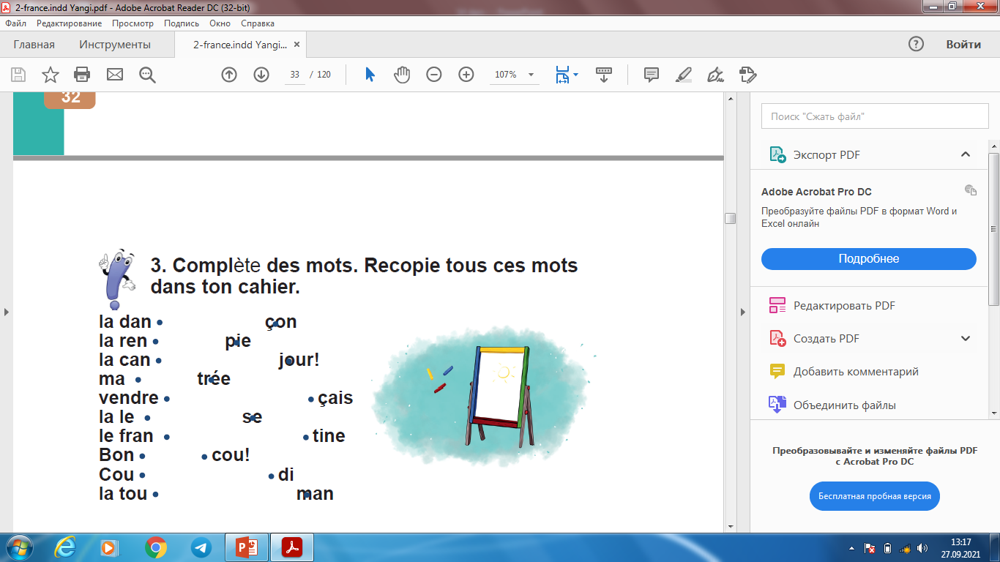 2-france.indd Yangi.pdf - Adobe Acrobat Reader DC (32-bit)
Файл Редактирование Просмотр Подпись Окно Справка
Главная Инструменты 2-france.indd Yangi... × Войти
33 / 120 107%
32
Поиск "Сжать файл"
Экспорт PDF
Adobe Acrobat Pro DC
Преобразуйте файлы PDF в формат Word и
Excel онлайн
Подробнее
Редактировать PDF
Создать PDF
Добавить комментарий
Объединить файлы
Преобразовывайте и изменяйте файлы PDF
с Acrobat Pro DC
Бесплатная пробная версия
3. Complète des mots. Recopie tous ces mots
dans ton cahier.
la dan • çon
la ren • pie
la can • jour!
ma • trée
vendre • • çais
la le • se
le fran • • tine
Bon • • cou!
Cou • • di
la tou • man
13:17
27.09.2021